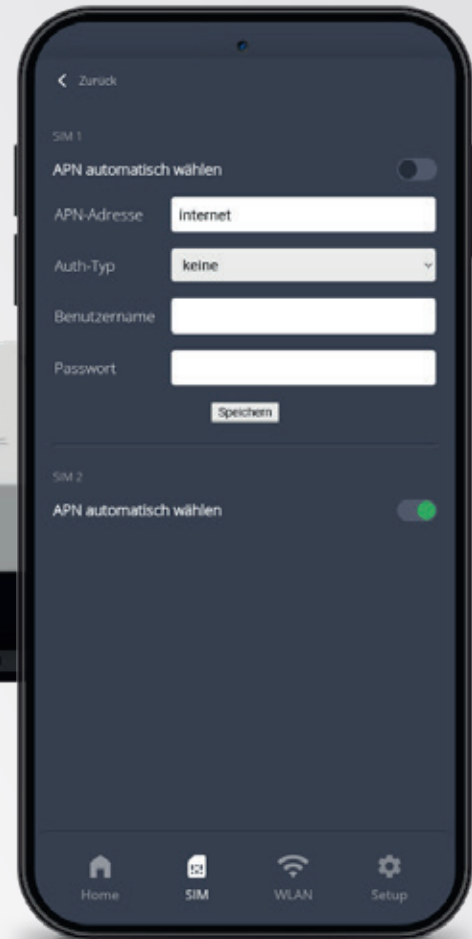 Zurück
SIM 1
APN automatisch wählen
APN-Adresse internet
Auth-Typ keine
Benutzername
Passwort
Speichern
SIM 2
APN automatisch wählen
Home SIM WLAN Setup